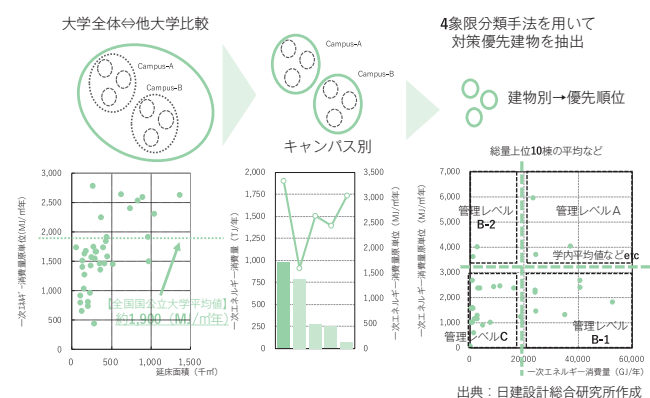 大学全体⇔他大学比較
Campus-A
Campus-B
Campus-A
Campus-B
キャンパス別
4象限分類手法を用いて
対策優先建物を抽出
建物別→優先順位
3,000
2,500
2,000
1,500
1,000
500
0
0
500
1,000
1,500
一次エネルギー消費量原単位(MJ/㎡年)
延床面積（千㎡）
【全国国公立大学平均値】
約1,900（MJ/㎡年）
2,000
1,750
1,500
1,250
1,000
750
500
250
0
一次エネルギー消費量（TJ/年）
3,500
3,000
2,500
2,000
1,500
1,000
500
0
一次エネルギー消費量原単位（MJ/㎡年）
総量上位10棟の平均など
7,000
6,000
5,000
4,000
3,000
2,000
1,000
0
一次エネルギー消費量原単位(MJ/㎡年)
管理レベル
B-2
管理レベルA
学内平均値などetc
管理レベルC
管理レベル
B-1
0
20,000
40,000
60,000
一次エネルギー消費量（GJ/年）
出典：日建設計総合研究所作成